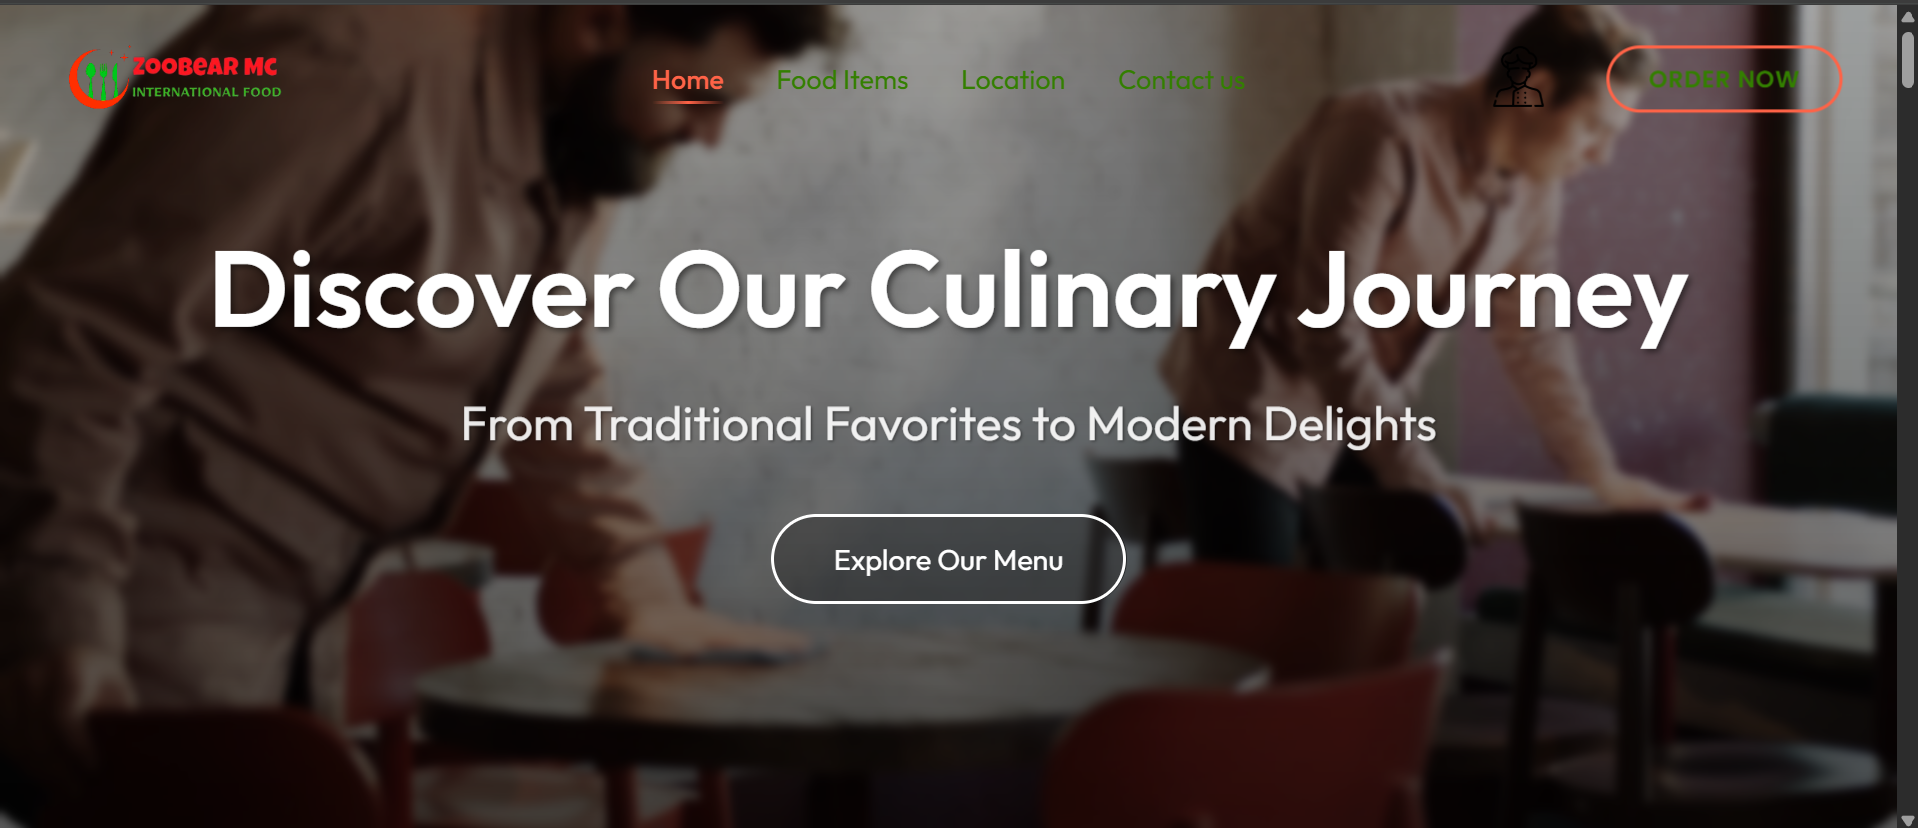 ZOOBEAR MC
INTERNATIONAL FOOD
Home Food Items Location Contact us
ORDER NOW
Discover Our Culinary Journey
From Traditional Favorites to Modern Delights
Explore Our Menu